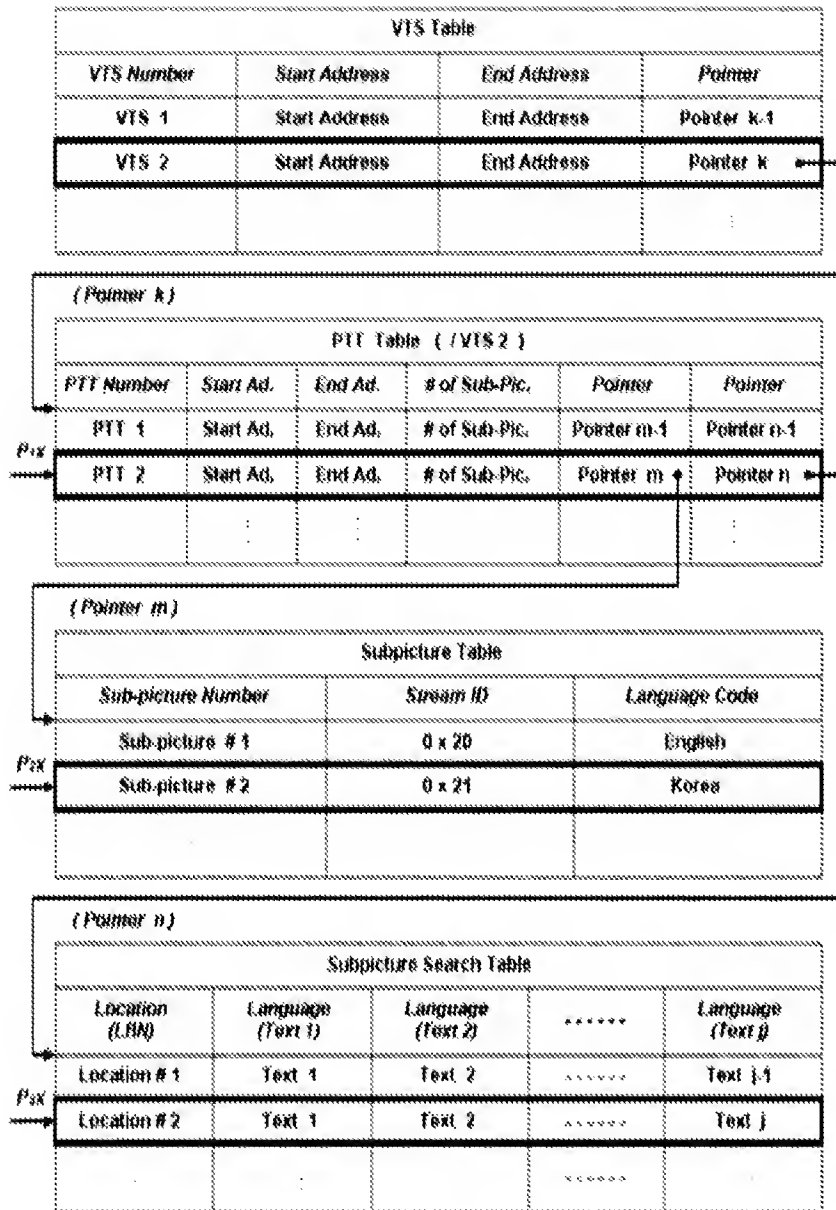 VTS Table
VTS Number Start Address End Address Pointer
VTS 1 Start Address End Address Pointer k-1
VTS 2 Start Address End Address Pointer k
(Pointer k)
PTT Table ( / VTS 2 )
PTT Number Start Ad. End Ad. # of Sub-Pic. Pointer Pointer
PTT 1 Start Ad. End Ad. # of Sub-Pic. Pointer m-1 Pointer n-1
P1x
PTT 2 Start Ad. End Ad. # of Sub-Pic. Pointer m Pointer n
(Pointer m)
Subpicture Table
Sub-picture Number Stream ID Language Code
Sub-picture # 1 0 x 20 English
P2x
Sub-picture # 2 0 x 21 Korea
(Pointer n)
Subpicture Search Table
Location (LBN) Language (Text 1) Language (Text 2) ...... Language (Text j)
Location # 1 Text 1 Text 2 ...... Text j-1
P3x
Location # 2 Text 1 Text 2 ...... Text j
......